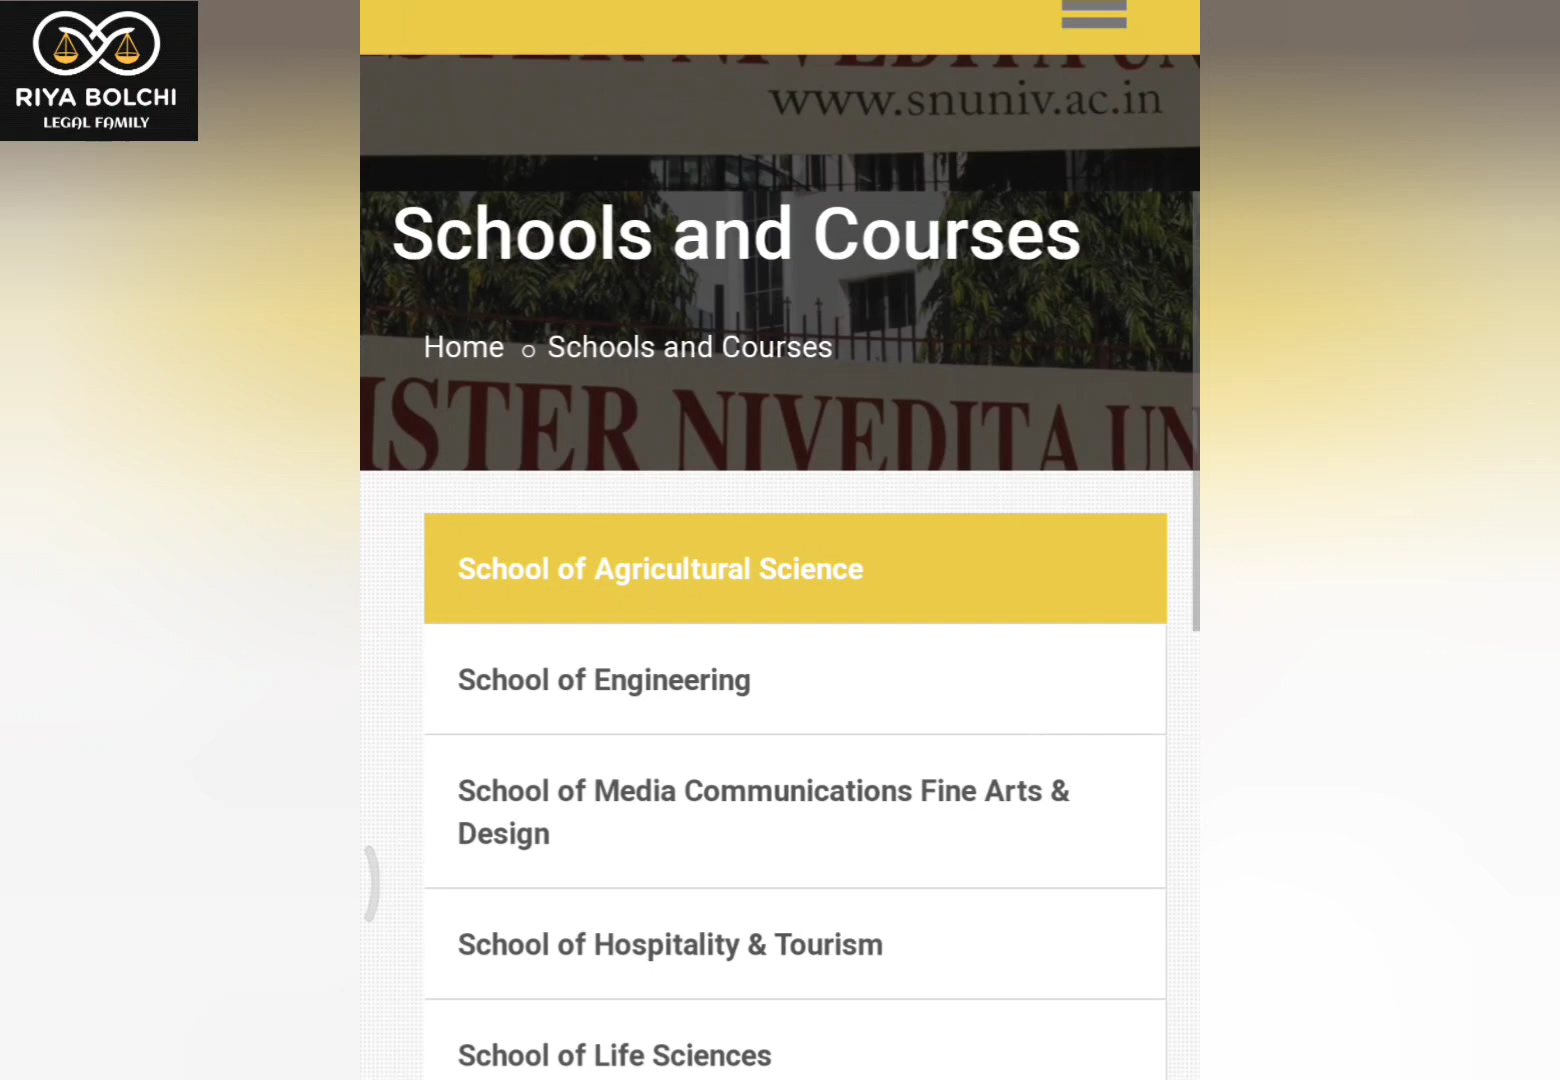 RIYA BOLCHI
LEGAL FAMILY
www.snuniv.ac.in
Schools and Courses
Home
Schools and Courses
NIVEDITA
School of Agricultural Science
School of Engineering
School of Media Communications Fine Arts &
Design
School of Hospitality & Tourism
School of Life Sciences